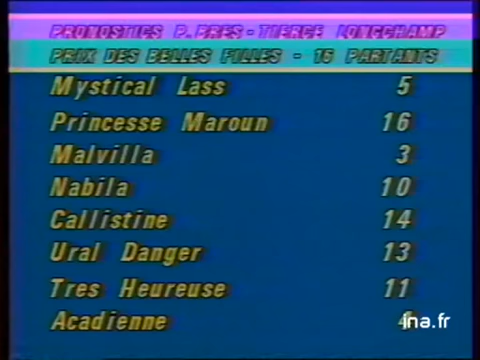 PRONOSTICS P.PRES - TIERCE LONGCHAMP
PRIX DES BELLES FILLES - 16 PARTANTS
Mystical Lass 5
Princesse Maroun 16
Malvilla 3
Nabila 10
Callistine 14
Ural Danger 13
Tres Heureuse 11
Acadienne
ina.fr